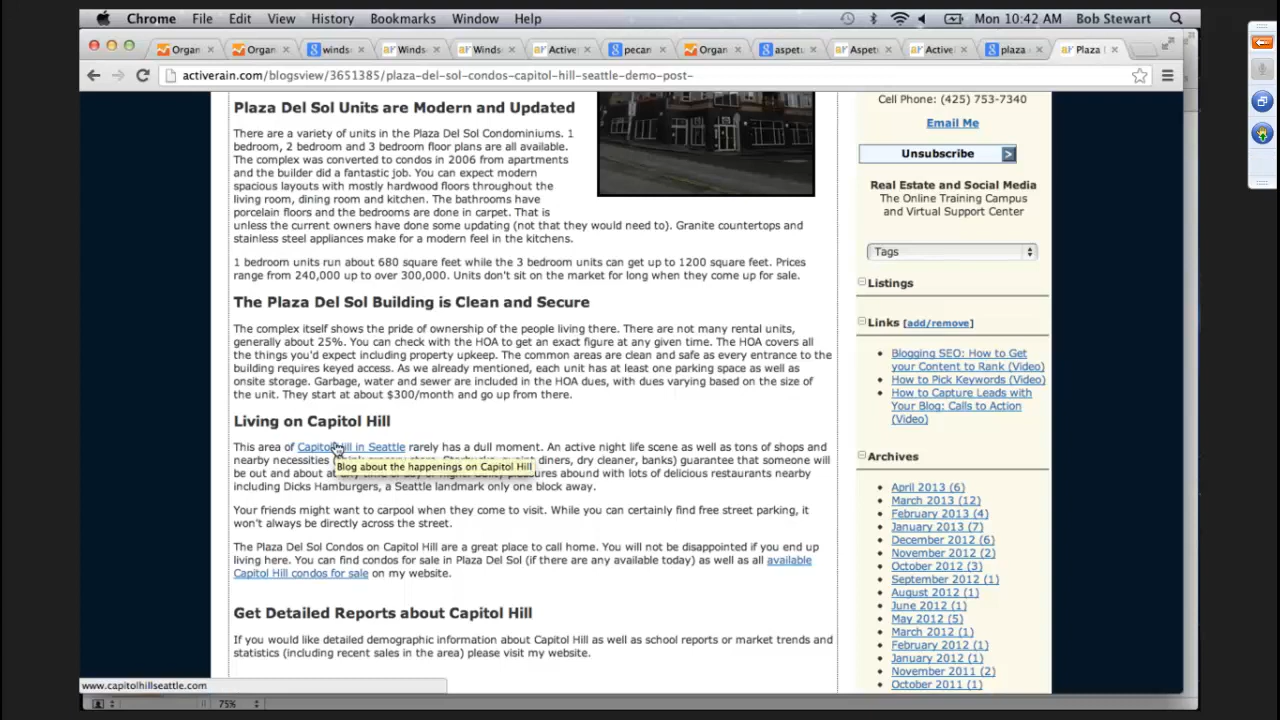 Chrome File Edit View History Bookmarks Window Help Mon 10:42 AM Bob Stewart
Organ Organ winds Winds Winds Active pecan Organ aspetu Aspet Active plaza Plaza
activerain.com/blogsview/3651385/plaza-del-sol-condos-capitol-hill-seattle-demo-post-
Plaza Del Sol Units are Modern and Updated
There are a variety of units in the Plaza Del Sol Condominiums. 1
bedroom, 2 bedroom and 3 bedroom floor plans are all available.
The complex was converted to condos in 2006 from apartments
and the builder did a fantastic job. You can expect modern
spacious layouts with mostly hardwood floors throughout the
living room, dining room and kitchen. The bathrooms have
porcelain floors and the bedrooms are done in carpet. That is
unless the current owners have done some updating (not that they would need to). Granite countertops and
stainless steel appliances make for a modern feel in the kitchens.
1 bedroom units run about 680 square feet while the 3 bedroom units can get up to 1200 square feet. Prices
range from 240,000 up to over 300,000. Units don't sit on the market for long when they come up for sale.
The Plaza Del Sol Building is Clean and Secure
The complex itself shows the pride of ownership of the people living there. There are not many rental units,
generally about 25%. You can check with the HOA to get an exact figure at any given time. The HOA covers all
the things you'd expect including property upkeep. The common areas are clean and safe as every entrance to the
building requires keyed access. As we already mentioned, each unit has at least one parking space as well as
onsite storage. Garbage, water and sewer are included in the HOA dues, with dues varying based on the size of
the unit. They start at about $300/month and go up from there.
Living on Capitol Hill
This area of Capitol Hill in Seattle rarely has a dull moment. An active night life scene as well as tons of shops and
nearby necessities diners, dry cleaner, banks) guarantee that someone will
Blog about the happenings on Capitol Hill
be out and about at abound with lots of delicious restaurants nearby
including Dicks Hamburgers, a Seattle landmark only one block away.
Your friends might want to carpool when they come to visit. While you can certainly find free street parking, it
won't always be directly across the street.
The Plaza Del Sol Condos on Capitol Hill are a great place to call home. You will not be disappointed if you end up
living here. You can find condos for sale in Plaza Del Sol (if there are any available today) as well as all available
Capitol Hill condos for sale on my website.
Get Detailed Reports about Capitol Hill
If you would like detailed demographic information about Capitol Hill as well as school reports or market trends and
statistics (including recent sales in the area) please visit my website.
Cell Phone: (425) 753-7340
Email Me
Unsubscribe >
Real Estate and Social Media
The Online Training Campus
and Virtual Support Center
Tags
Listings
Links [add/remove]
Blogging SEO: How to Get
your Content to Rank (Video)
How to Pick Keywords (Video)
How to Capture Leads with
Your Blog: Calls to Action
(Video)
Archives
April 2013 (6)
March 2013 (12)
February 2013 (4)
January 2013 (7)
December 2012 (6)
November 2012 (2)
October 2012 (3)
September 2012 (1)
August 2012 (1)
June 2012 (1)
May 2012 (5)
March 2012 (1)
February 2012 (1)
January 2012 (1)
November 2011 (2)
October 2011 (1)
www.capitolhillseattle.com
75%